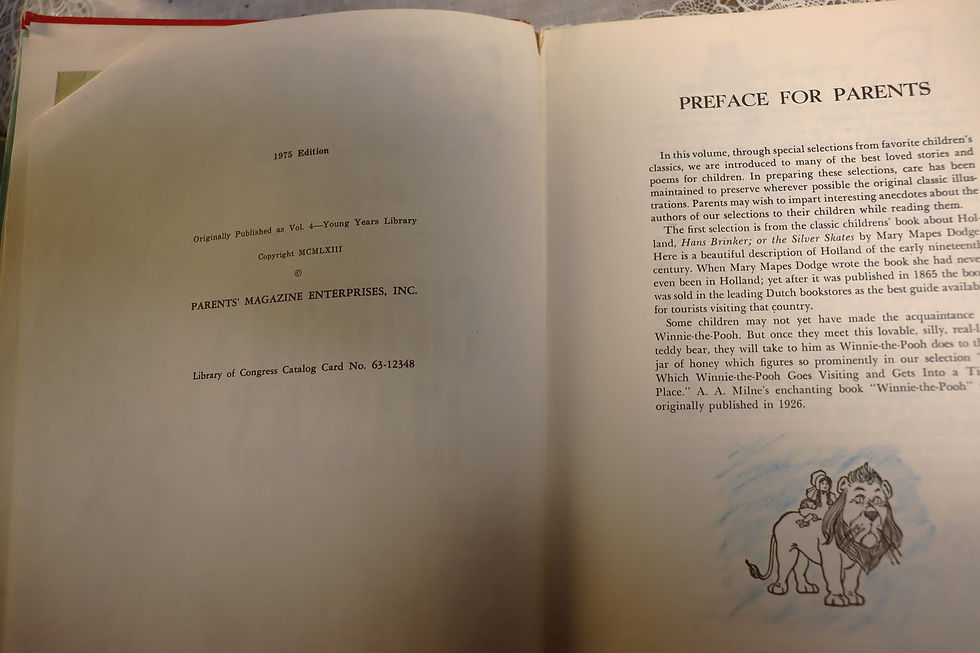 1975 Edition
Originally Published as Vol. 4—Young Years Library
Copyright MCMLXIII
©
PARENTS' MAGAZINE ENTERPRISES, INC.
Library of Congress Catalog Card No. 63-12348
PREFACE FOR PARENTS
In this volume, through special selections from favorite children's
classics, we are introduced to many of the best loved stories and
poems for children. In preparing these selections, care has been
maintained to preserve wherever possible the original classic illus-
trations. Parents may wish to impart interesting anecdotes about the
authors of our selections to their children while reading them.
The first selection is from the classic childrens' book about Hol-
land, Hans Brinker; or the Silver Skates by Mary Mapes Dodge
Here is a beautiful description of Holland of the early nineteenth
century. When Mary Mapes Dodge wrote the book she had neve
even been in Holland; yet after it was published in 1865 the boo
was sold in the leading Dutch bookstores as the best guide availab
for tourists visiting that country.
Some children may not yet have made the acquaintance
Winnie-the-Pooh. But once they meet this lovable, silly, real-l
teddy bear, they will take to him as Winnie-the-Pooh does to th
jar of honey which figures so prominently in our selection "
Which Winnie-the-Pooh Goes Visiting and Gets Into a Ti
Place." A. A. Milne's enchanting book "Winnie-the-Pooh"
originally published in 1926.